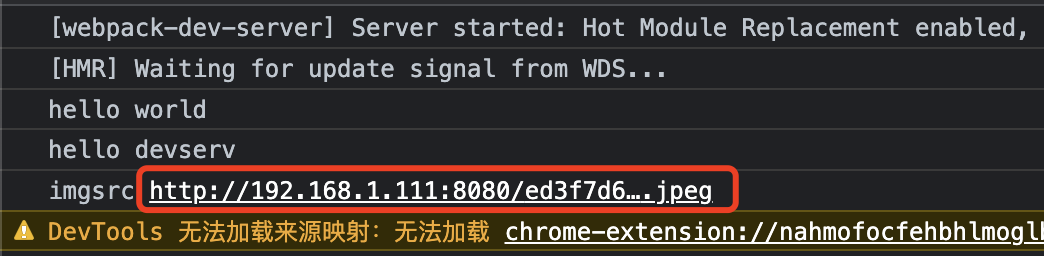 [webpack-dev-server] Server started: Hot Module Replacement enabled,
[HMR] Waiting for update signal from WDS...
hello world
hello devserv
imgsrc http://192.168.1.111:8080/ed3f7d6….jpeg
DevTools 无法加载来源映射：无法加载 chrome-extension://nahmofocfehbhlmogl